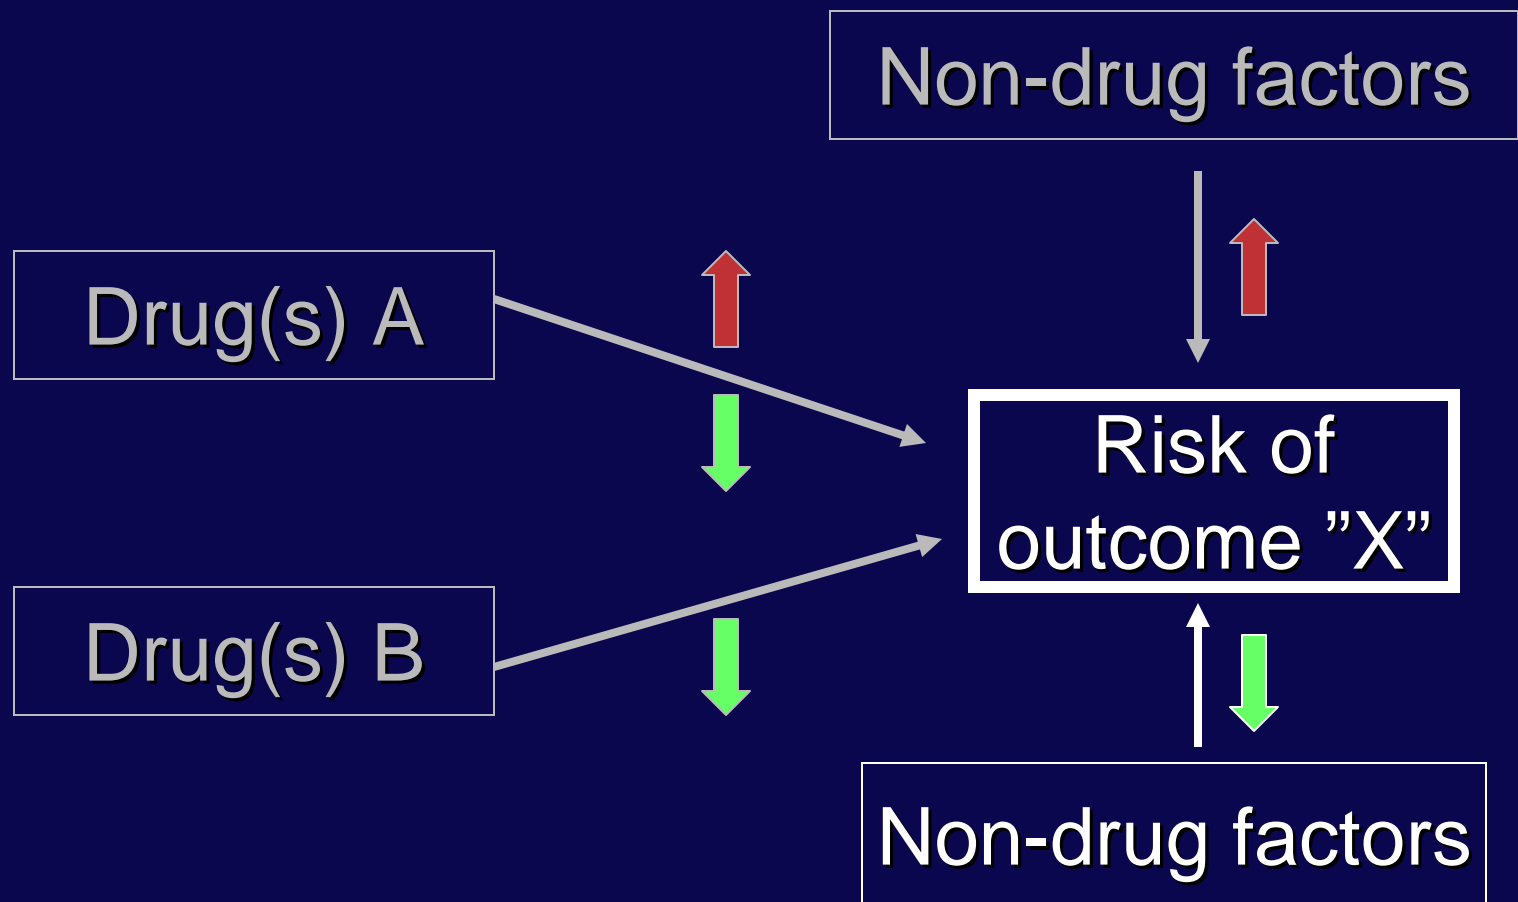 Non-drug factors
Drug(s) A
Risk of
outcome ”X”
Drug(s) B
Non-drug factors